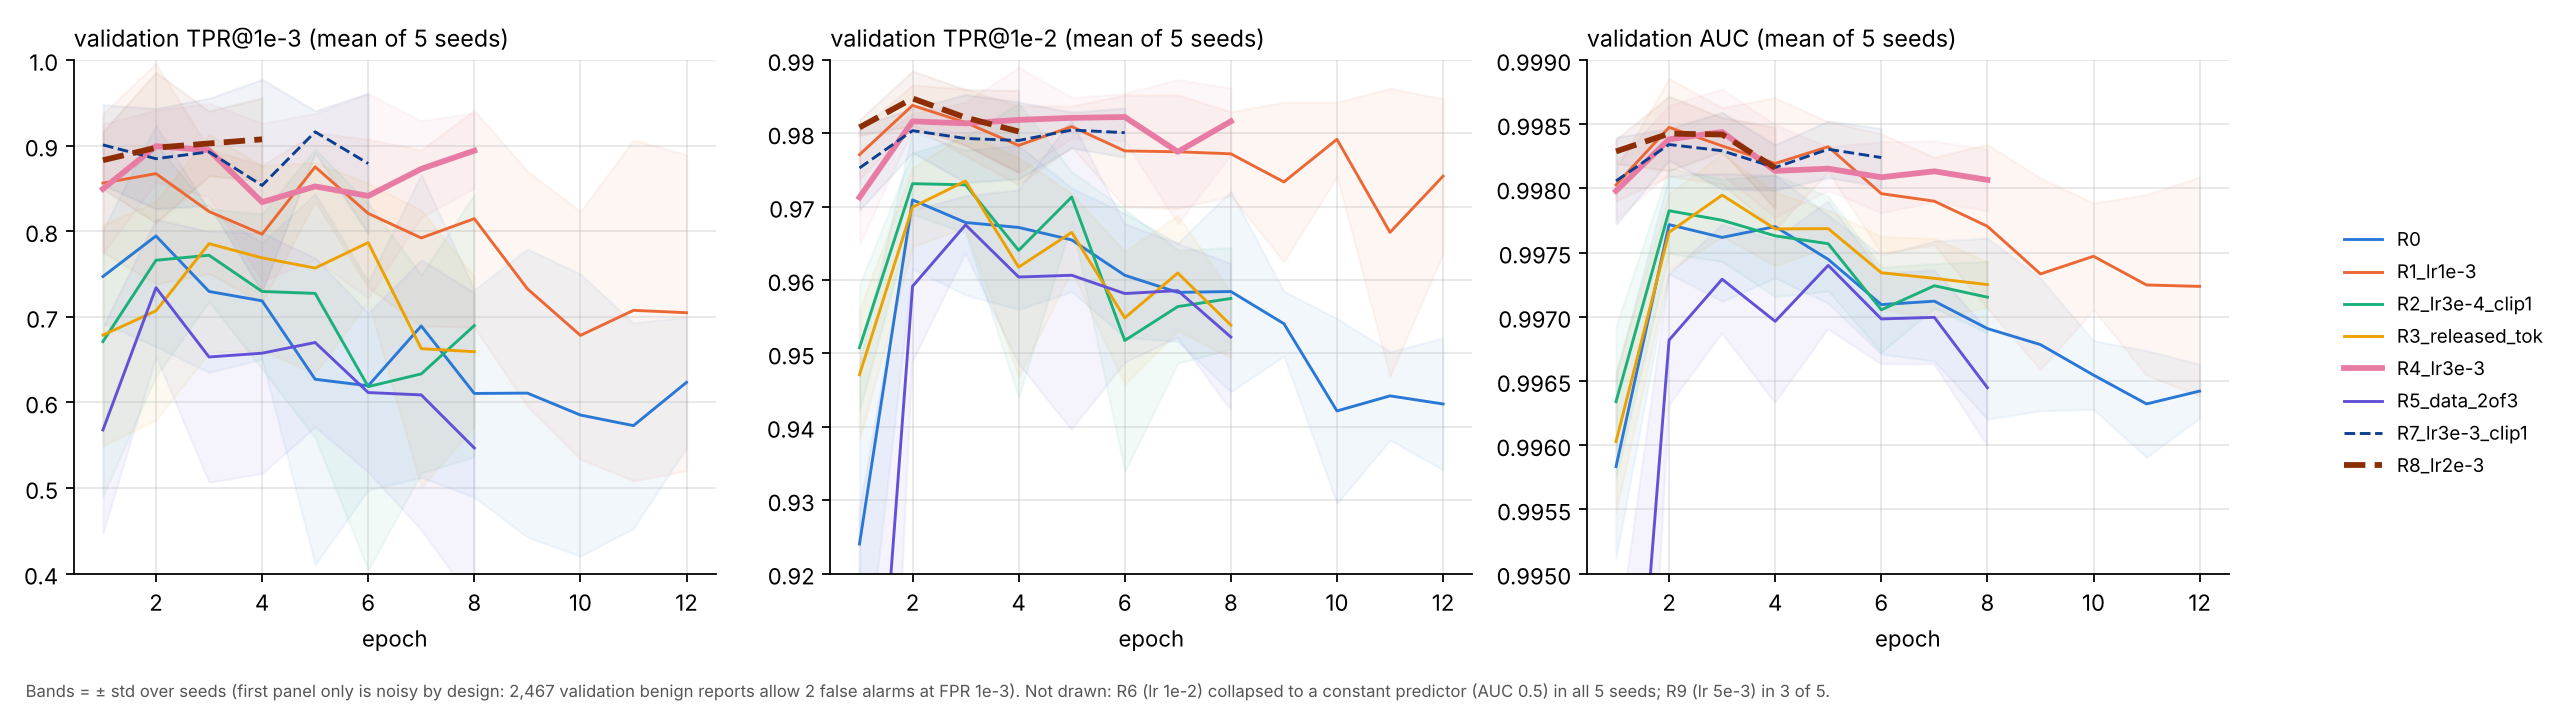 validation TPR@1e-3 (mean of 5 seeds)
1.0
0.9
0.8
0.7
0.6
0.5
0.4
2 4 6 8 10 12
epoch
validation TPR@1e-2 (mean of 5 seeds)
0.99
0.98
0.97
0.96
0.95
0.94
0.93
0.92
2 4 6 8 10 12
epoch
validation AUC (mean of 5 seeds)
0.9990
0.9985
0.9980
0.9975
0.9970
0.9965
0.9960
0.9955
0.9950
2 4 6 8 10 12
epoch
R0
R1_lr1e-3
R2_lr3e-4_clip1
R3_released_tok
R4_lr3e-3
R5_data_2of3
R7_lr3e-3_clip1
R8_lr2e-3
Bands = ± std over seeds (first panel only is noisy by design: 2,467 validation benign reports allow 2 false alarms at FPR 1e-3). Not drawn: R6 (lr 1e-2) collapsed to a constant predictor (AUC 0.5) in all 5 seeds; R9 (lr 5e-3) in 3 of 5.